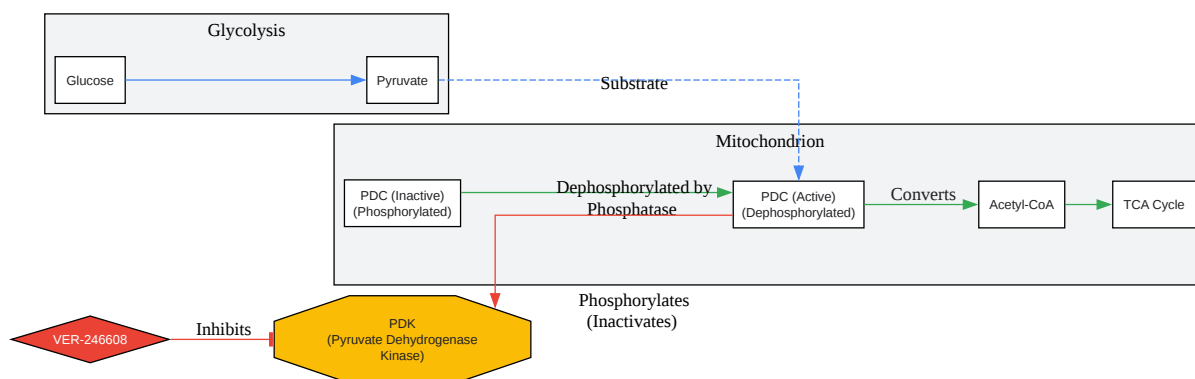 Glycolysis
Glucose
Pyruvate
Substrate
Mitochondrion
PDC (Inactive)
(Phosphorylated)
Dephosphorylated by
Phosphatase
PDC (Active)
(Dephosphorylated)
Converts
Acetyl-CoA
TCA Cycle
Phosphorylates
(Inactivates)
VER-246608
Inhibits
PDK
(Pyruvate Dehydrogenase
Kinase)